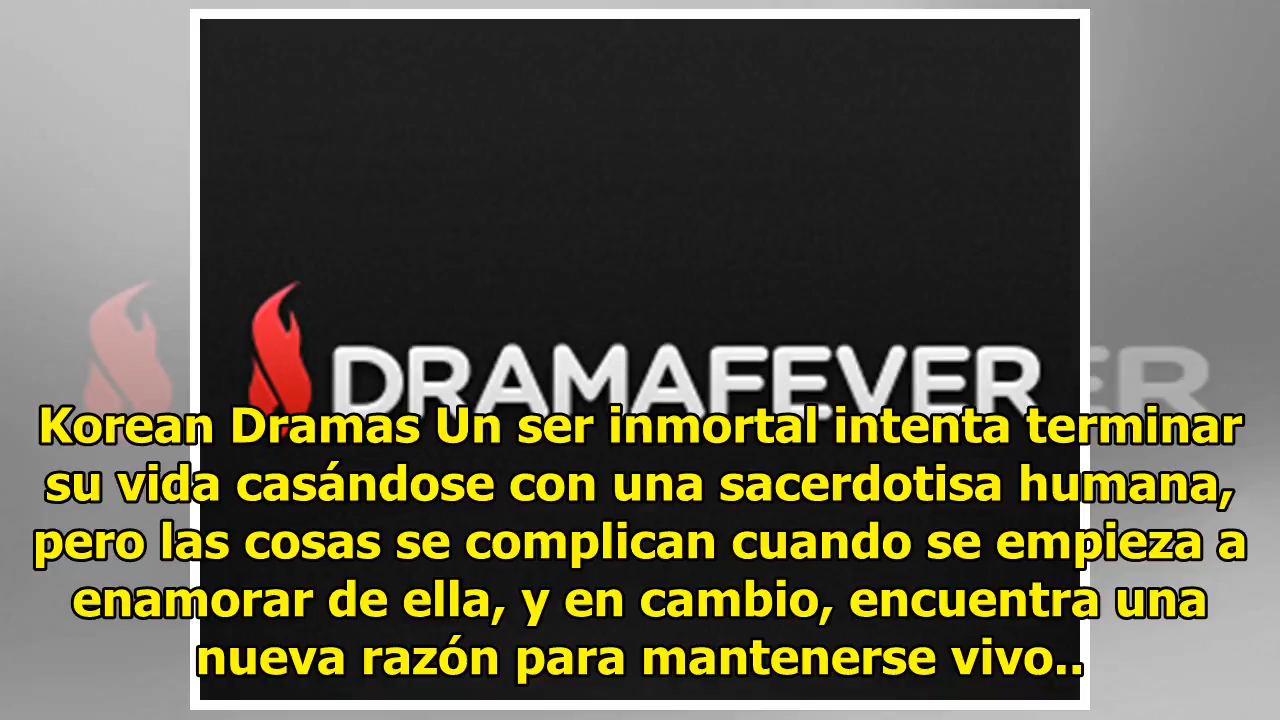 DRAMAFEVER
ER
Korean Dramas Un ser inmortal intenta terminar
su vida casándose con una sacerdotisa humana,
pero las cosas se complican cuando se empieza a
enamorar de ella, y en cambio, encuentra una
nueva razón para mantenerse vivo..